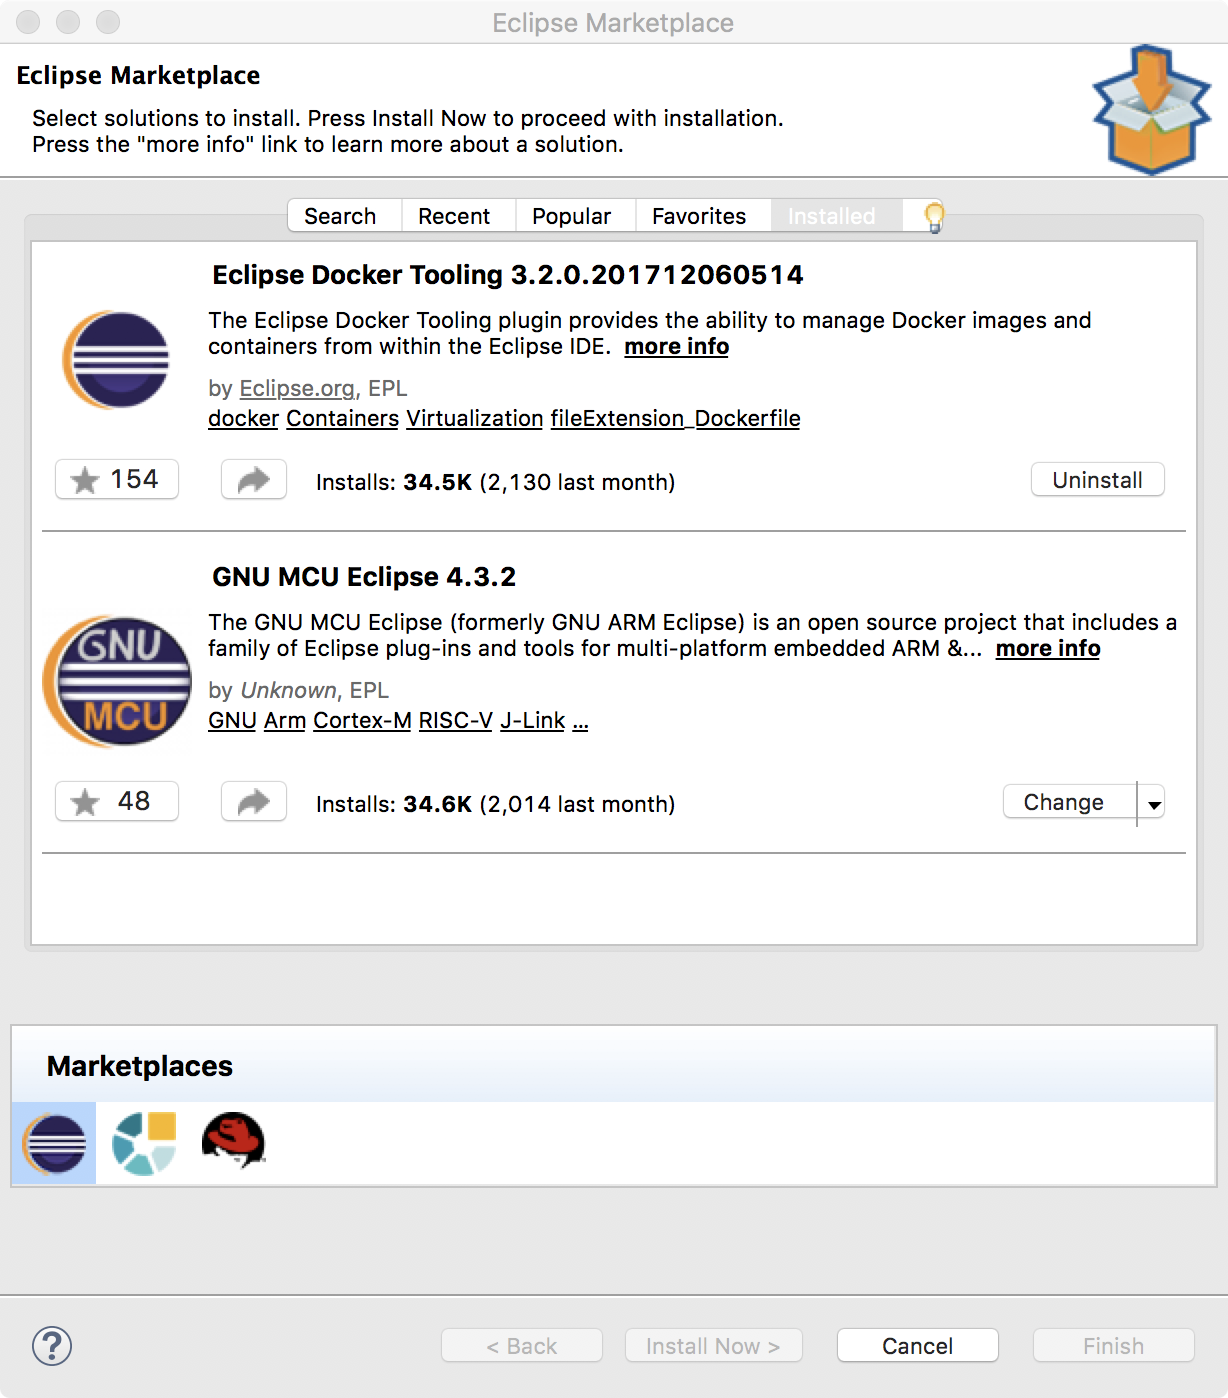 Eclipse Marketplace
Eclipse Marketplace
Select solutions to install. Press Install Now to proceed with installation.
Press the "more info" link to learn more about a solution.
Search Recent Popular Favorites Installed
Eclipse Docker Tooling 3.2.0.201712060514
The Eclipse Docker Tooling plugin provides the ability to manage Docker images and
containers from within the Eclipse IDE. more info
by Eclipse.org, EPL
docker Containers Virtualization fileExtension_Dockerfile
154 Installs: 34.5K (2,130 last month) Uninstall
GNU MCU Eclipse 4.3.2
The GNU MCU Eclipse (formerly GNU ARM Eclipse) is an open source project that includes a
family of Eclipse plug-ins and tools for multi-platform embedded ARM &... more info
GNU
MCU
by Unknown, EPL
GNU Arm Cortex-M RISC-V J-Link ...
48 Installs: 34.6K (2,014 last month) Change
Marketplaces
? < Back Install Now > Cancel Finish